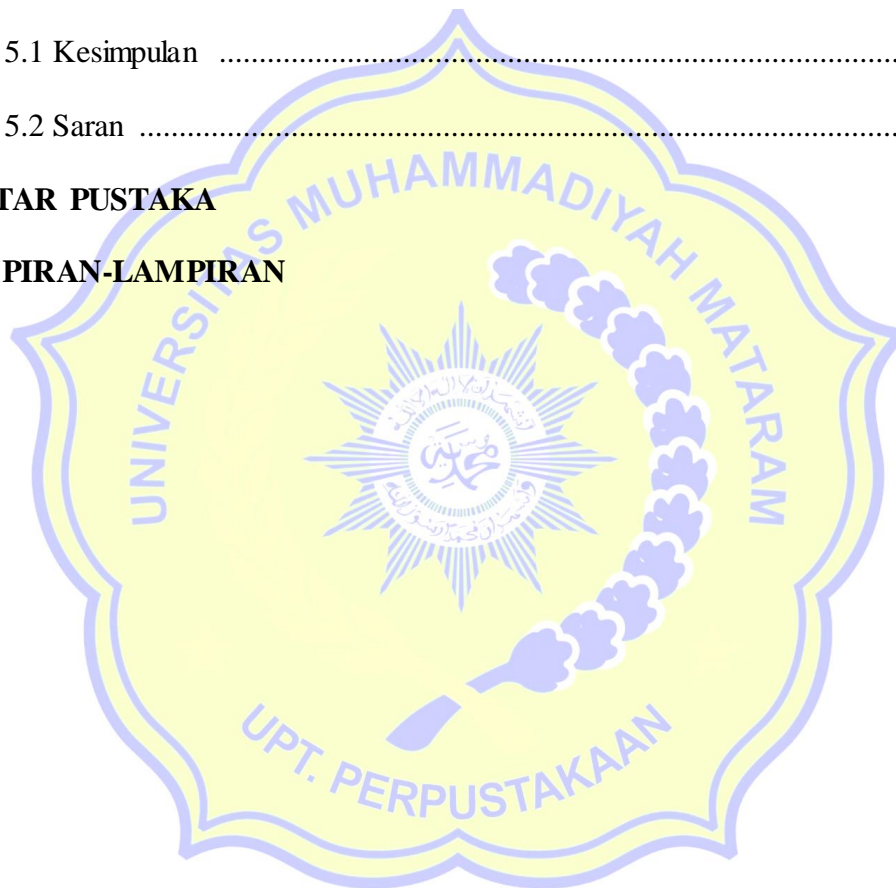 5.1 Kesimpulan ................................................................................
5.2 Saran ................................................................................
TAR PUSTAKA
PIRAN-LAMPIRAN
UNIVERSITAS MUHAMMADIYAH MATARAM
UPT. PERPUSTAKAAN